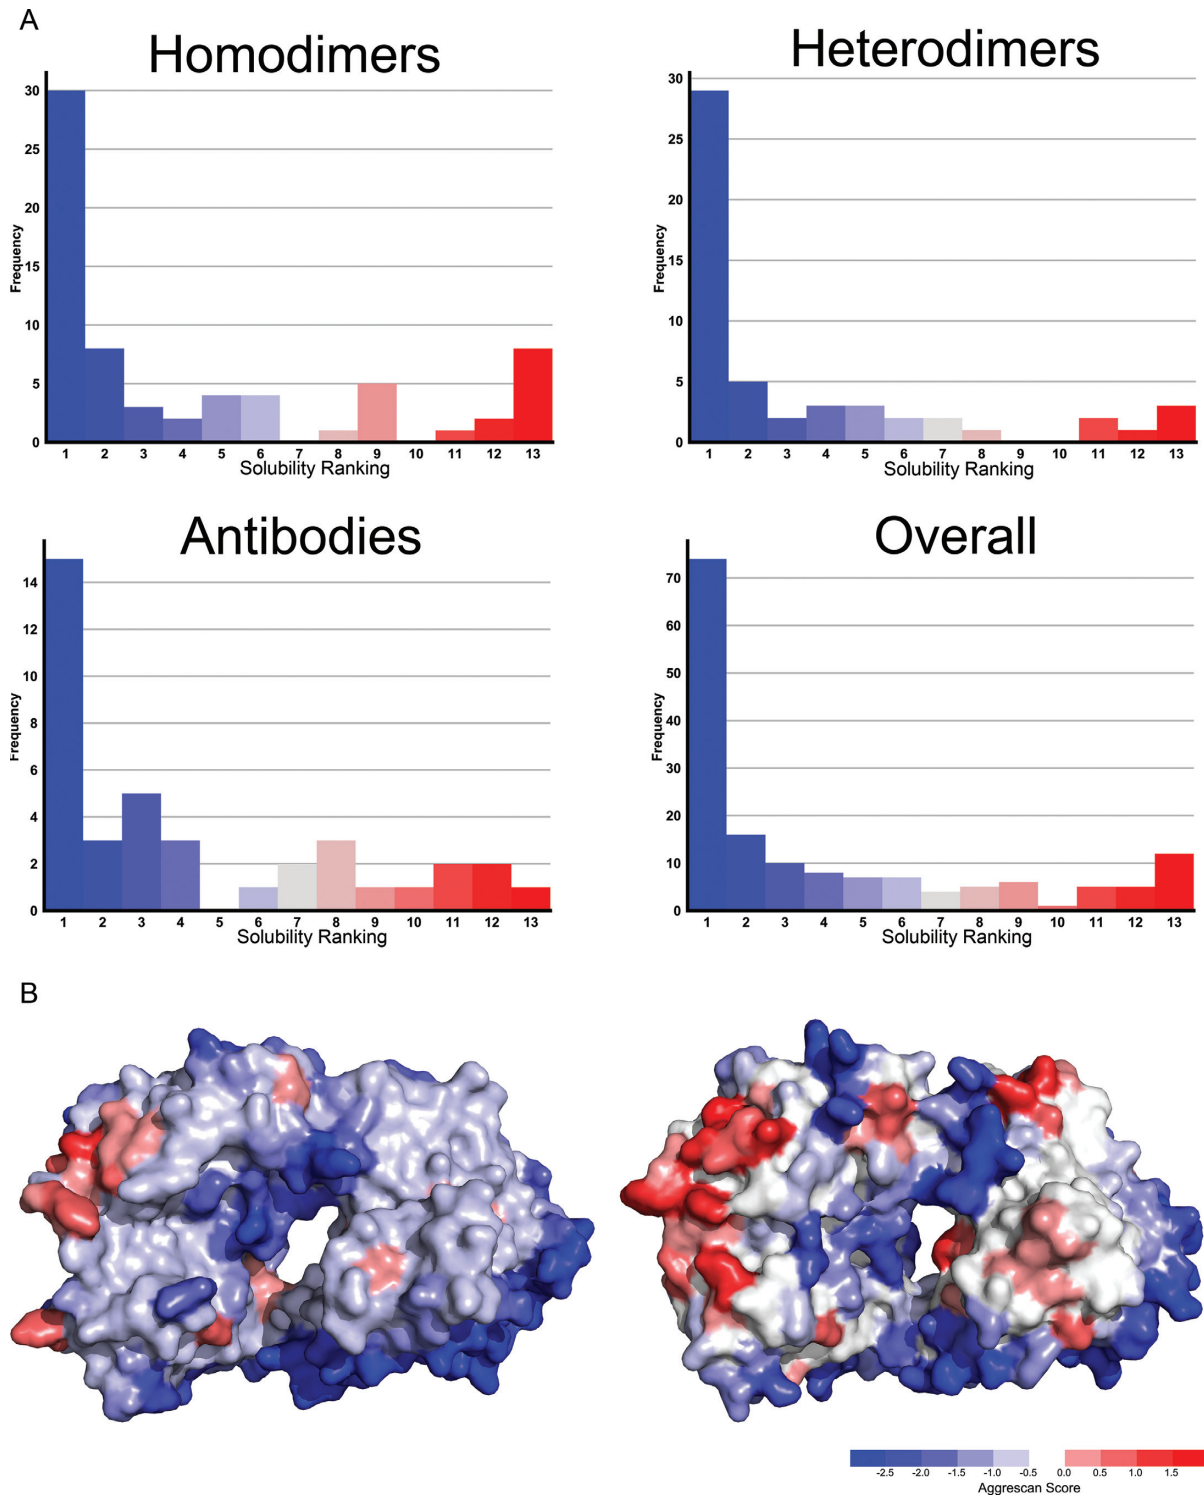 A
Homodimers
Heterodimers
30
25
20
15
10
5
0
Frequency
1 2 3 4 5 6 7 8 9 10 11 12 13
Solubility Ranking
30
25
20
15
10
5
0
Frequency
1 2 3 4 5 6 7 8 9 10 11 12 13
Solubility Ranking
Antibodies
Overall
14
12
10
8
6
4
2
0
Frequency
1 2 3 4 5 6 7 8 9 10 11 12 13
Solubility Ranking
70
60
50
40
30
20
10
0
Frequency
1 2 3 4 5 6 7 8 9 10 11 12 13
Solubility Ranking
B
-2.5 -2.0 -1.5 -1.0 -0.5 0.0 0.5 1.0 1.5
Aggrescan Score